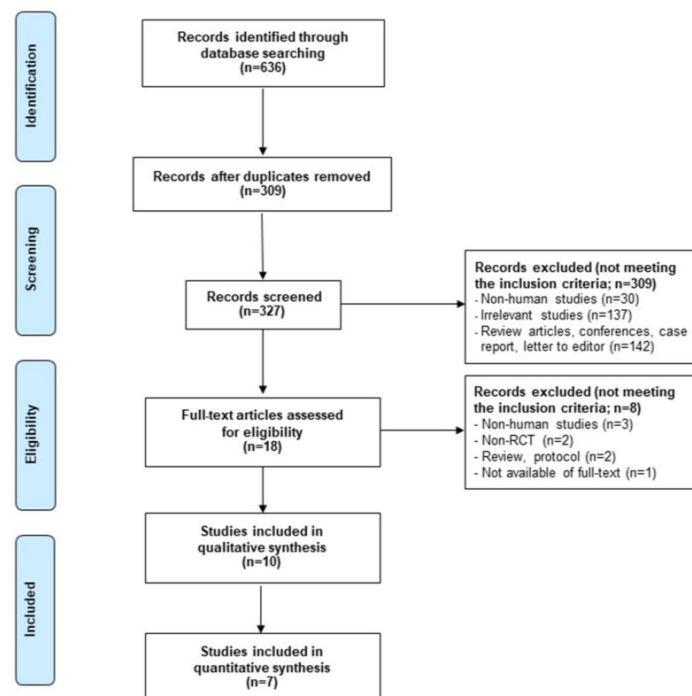 Identification
Records identified through
database searching
(n=636)
Records after duplicates removed
(n=309)
Screening
Records screened
(n=327)
Records excluded (not meeting
the inclusion criteria; n=309)
- Non-human studies (n=30)
- Irrelevant studies (n=137)
- Review articles, conferences, case
report, letter to editor (n=142)
Eligibility
Full-text articles assessed
for eligibility
(n=18)
Records excluded (not meeting
the inclusion criteria; n=8)
- Non-human studies (n=3)
- Non-RCT (n=2)
- Review, protocol (n=2)
- Not available of full-text (n=1)
Included
Studies included in
qualitative synthesis
(n=10)
Studies included in
quantitative synthesis
(n=7)